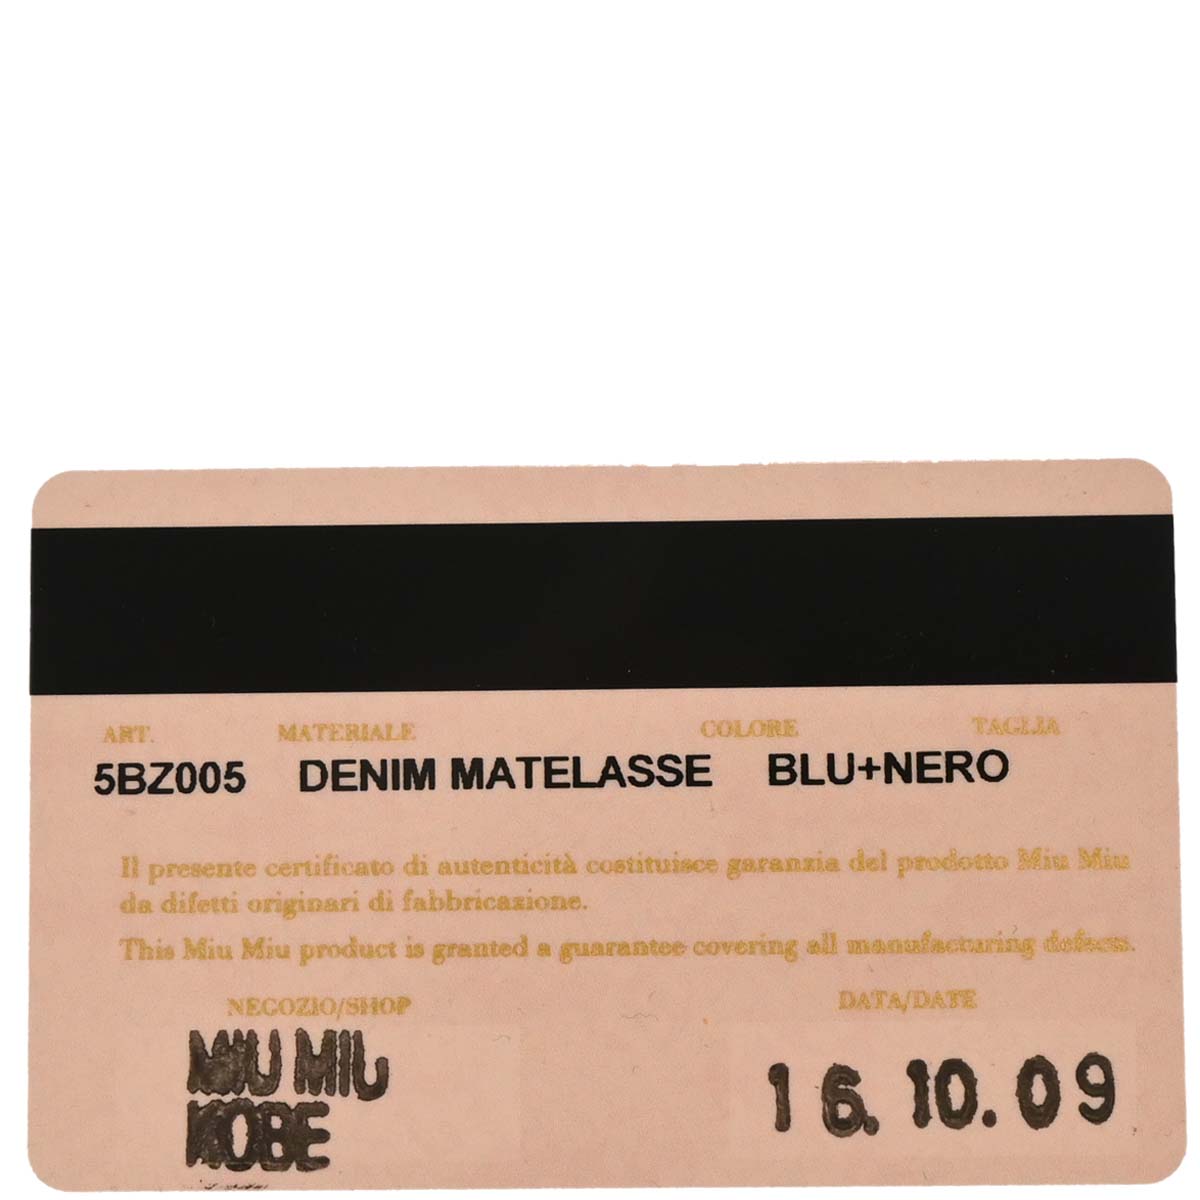 ART. MATERIALE COLORE TAGLIA
5BZ005 DENIM MATELASSE BLU+NERO
Il presente certificato di autenticità costituisce garanzia del prodotto Miu Miu
da difetti originari di fabbricazione.
This Miu Miu product is granted a guarantee covering all manufacturing defects.
NEGOZIO/SHOP DATA/DATE
MIU MIU
KOBE
16.10.09